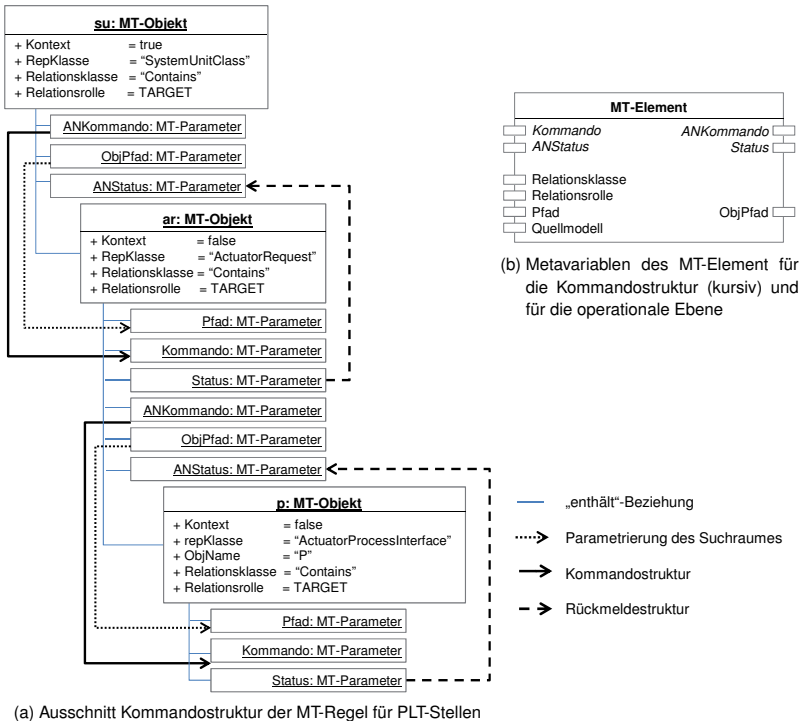 su: MT-Objekt
+ Kontext = true
+ RepKlasse = “SystemUnitClass”
+ Relationsklasse = “Contains”
+ Relationsrolle = TARGET
ANKommando: MT-Parameter
ObjPfad: MT-Parameter
ANStatus: MT-Parameter
ar: MT-Objekt
+ Kontext = false
+ RepKlasse = “ActuatorRequest”
+ Relationsklasse = “Contains”
+ Relationsrolle = TARGET
Pfad: MT-Parameter
Kommando: MT-Parameter
Status: MT-Parameter
ANKommando: MT-Parameter
ObjPfad: MT-Parameter
ANStatus: MT-Parameter
p: MT-Objekt
+ Kontext = false
+ repKlasse = “ActuatorProcessInterface”
+ ObjName = “P”
+ Relationsklasse = “Contains”
+ Relationsrolle = TARGET
Pfad: MT-Parameter
Kommando: MT-Parameter
Status: MT-Parameter
(a) Ausschnitt Kommandostruktur der MT-Regel für PLT-Stellen
MT-Element
Kommando ANKommando
ANStatus Status
Relationsklasse
Relationsrolle
Pfad ObjPfad
Quellmodell
(b) Metavariablen des MT-Element für
die Kommandostruktur (kursiv) und
für die operationale Ebene
„enthält“-Beziehung
Parametrierung des Suchraumes
Kommandostruktur
Rückmeldestruktur